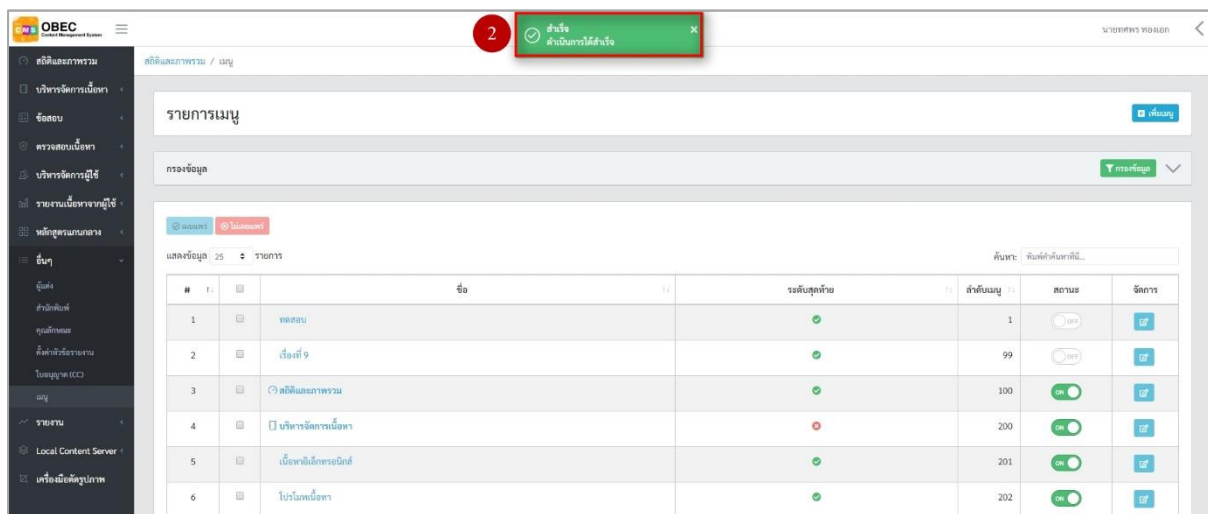 CMS OBEC
Content Management System
2
สำเร็จ
ดำเนินการได้สำเร็จ
×
นายทศพร ทองเอก
สถิติและภาพรวม
บริหารจัดการเนื้อหา
ข้อสอบ
ตรวจสอบเนื้อหา
บริหารจัดการผู้ใช้
รายงานเนื้อหาจากผู้ใช้
หลักสูตรแกนกลาง
อื่นๆ
ผู้แต่ง
สำนักพิมพ์
คุณลักษณะ
ตั้งค่าหัวข้อรายงาน
ใบอนุญาต (CC)
เมนู
รายงาน
Local Content Server
เครื่องมือตัดรูปภาพ
สถิติและภาพรวม / เมนู
รายการเมนู
เพิ่มเมนู
กรองข้อมูล
กรองข้อมูล
เผยแพร่ ไม่เผยแพร่
แสดงข้อมูล 25 รายการ
ค้นหา: พิมพ์คำค้นหาที่นี่...
# ชื่อ ระดับสุดท้าย ลำดับเมนู สถานะ จัดการ
1 ทดสอบ 1 OFF
2 เรื่องที่ 9 99 OFF
3 สถิติและภาพรวม 100 ON
4 บริหารจัดการเนื้อหา 200 ON
5 เนื้อหาอิเล็กทรอนิกส์ 201 ON
6 โปรโมทเนื้อหา 202 ON